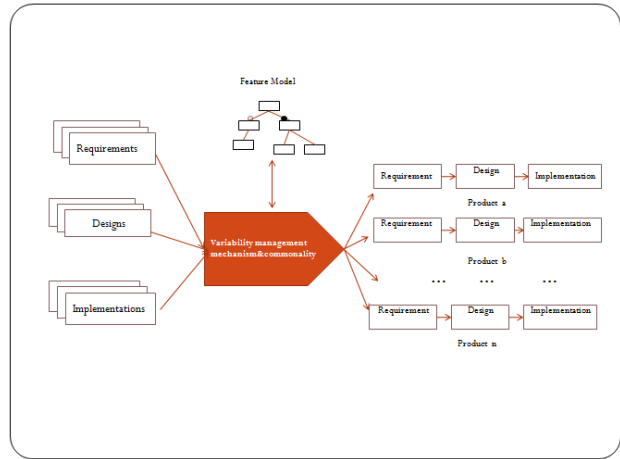 Feature Model
Requirements
Designs
Implementations
Variability management
mechanism&commonality
Requirement Design Implementation
Product a
Requirement Design Implementation
Product b
... ... ...
Requirement Design Implementation
Product n